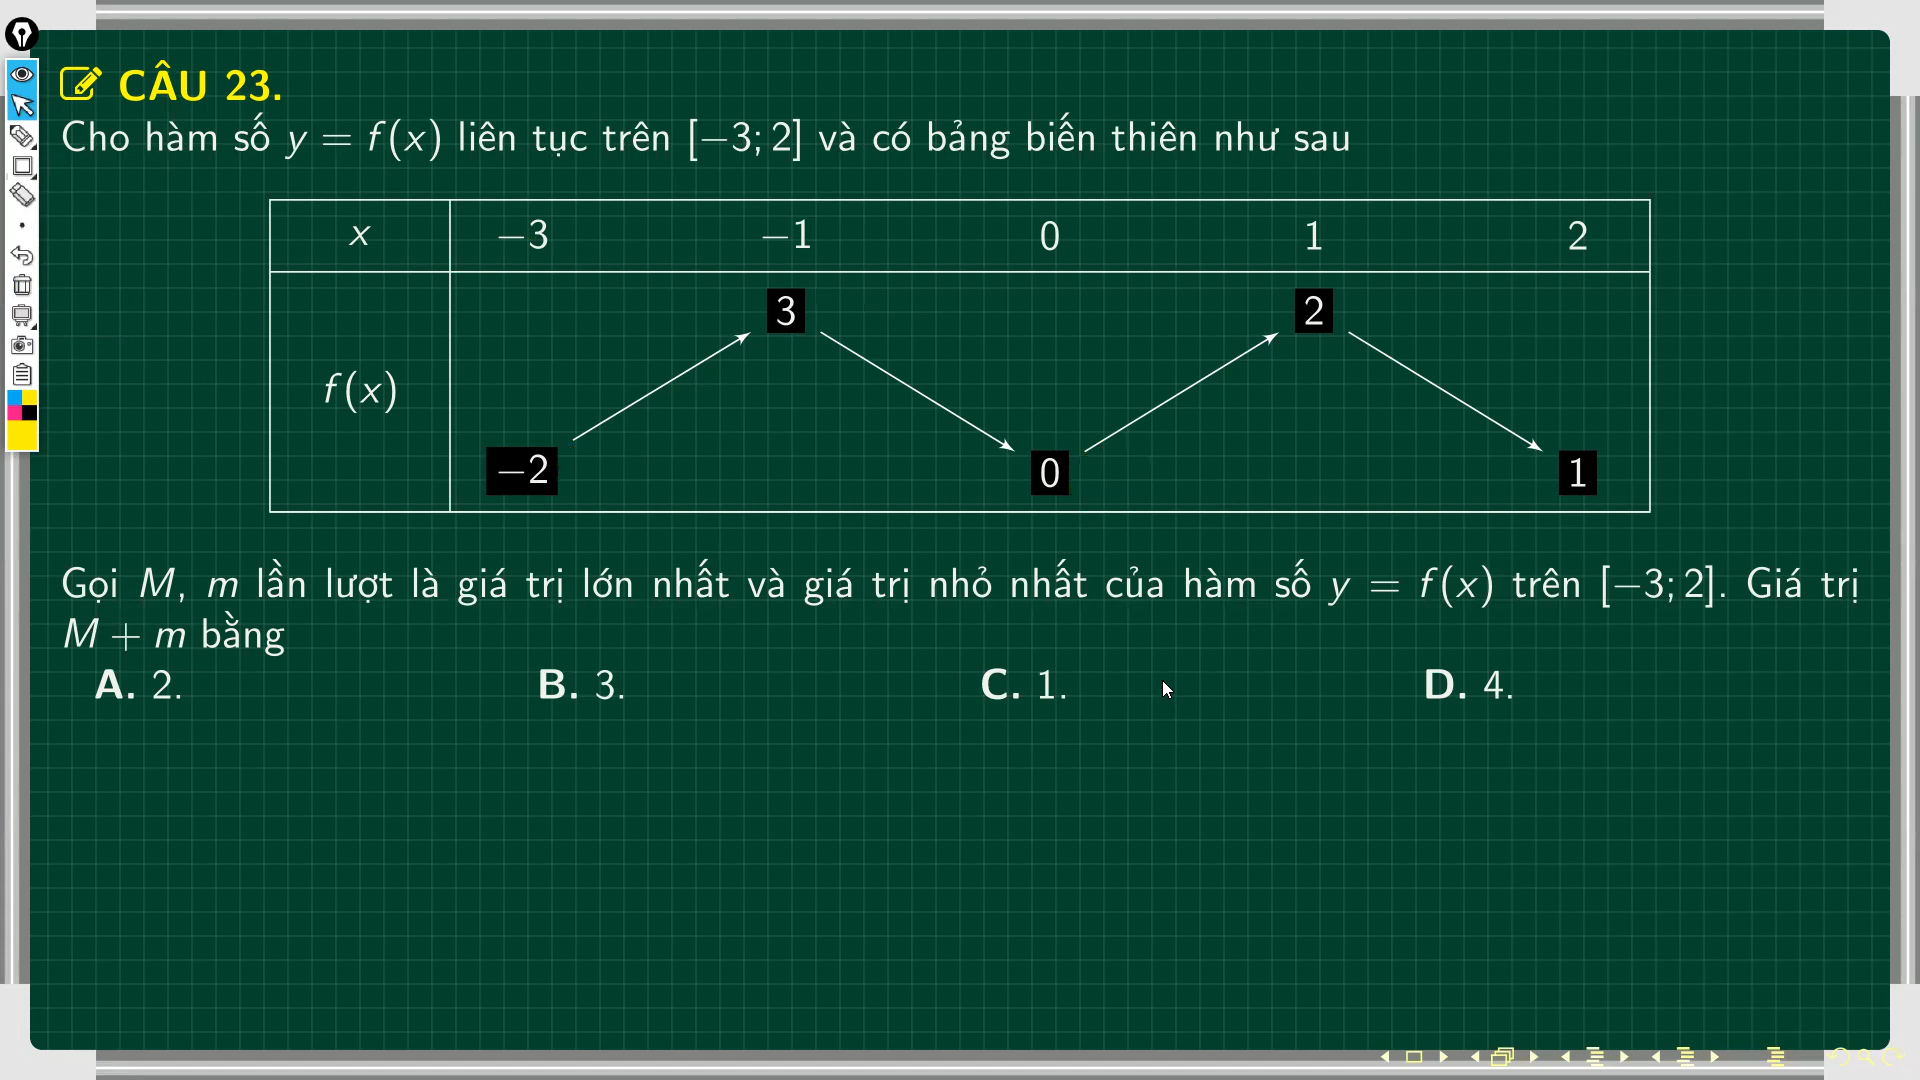 CÂU 23.
Cho hàm số y = f(x) liên tục trên [−3; 2] và có bảng biến thiên như sau
x −3 −1 0 1 2
3 2
f(x)
−2 0 1
Gọi M, m lần lượt là giá trị lớn nhất và giá trị nhỏ nhất của hàm số y = f(x) trên [−3; 2]. Giá trị
M + m bằng
A. 2. B. 3. C. 1. D. 4.